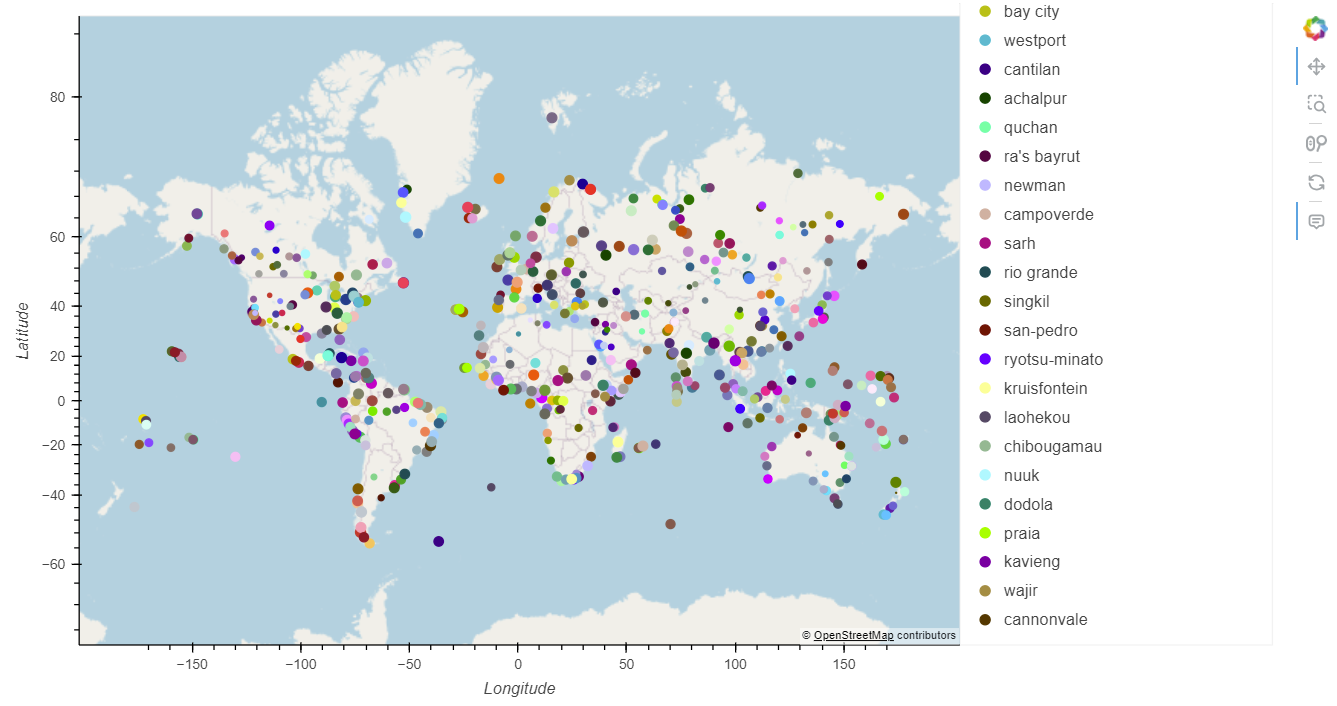 80
60
40
20
0
−20
−40
−60
Latitude
−150
−100
−50
0
50
100
150
Longitude
© OpenStreetMap contributors
bay city
westport
cantilan
achalpur
quchan
ra's bayrut
newman
campoverde
sarh
rio grande
singkil
san-pedro
ryotsu-minato
kruisfontein
laohekou
chibougamau
nuuk
dodola
praia
kavieng
wajir
cannonvale